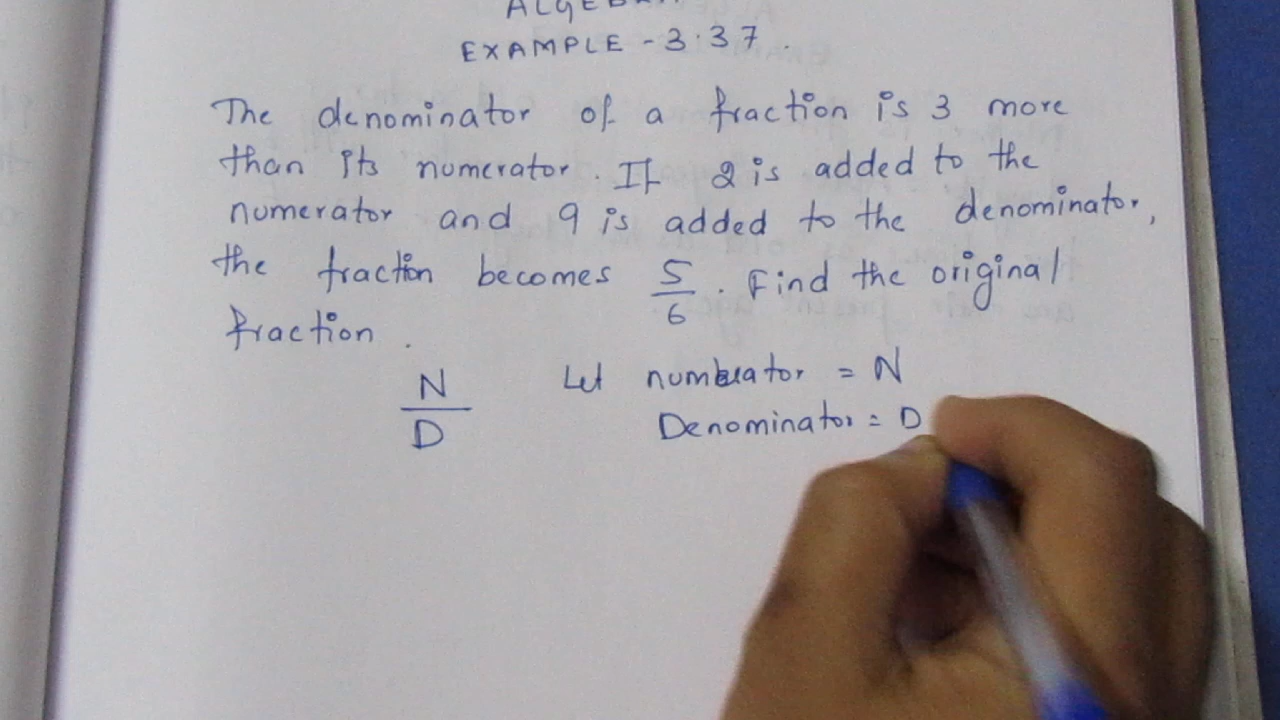 ALGEBRA
EXAMPLE - 3.37.
The denominator of a fraction is 3 more
than its numerator. If 2 is added to the
numerator and 9 is added to the denominator,
the fraction becomes 5/6. Find the original
fraction.
N/D Let numerator = N
Denominator = D